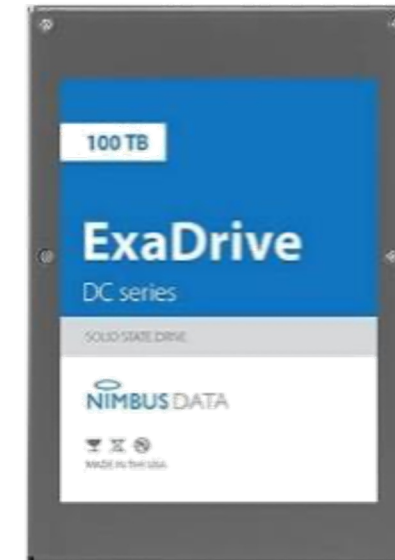 100 TB
ExaDrive
DC series
SOLID STATE DRIVE
NIMBUS DATA
MADE IN THE USA